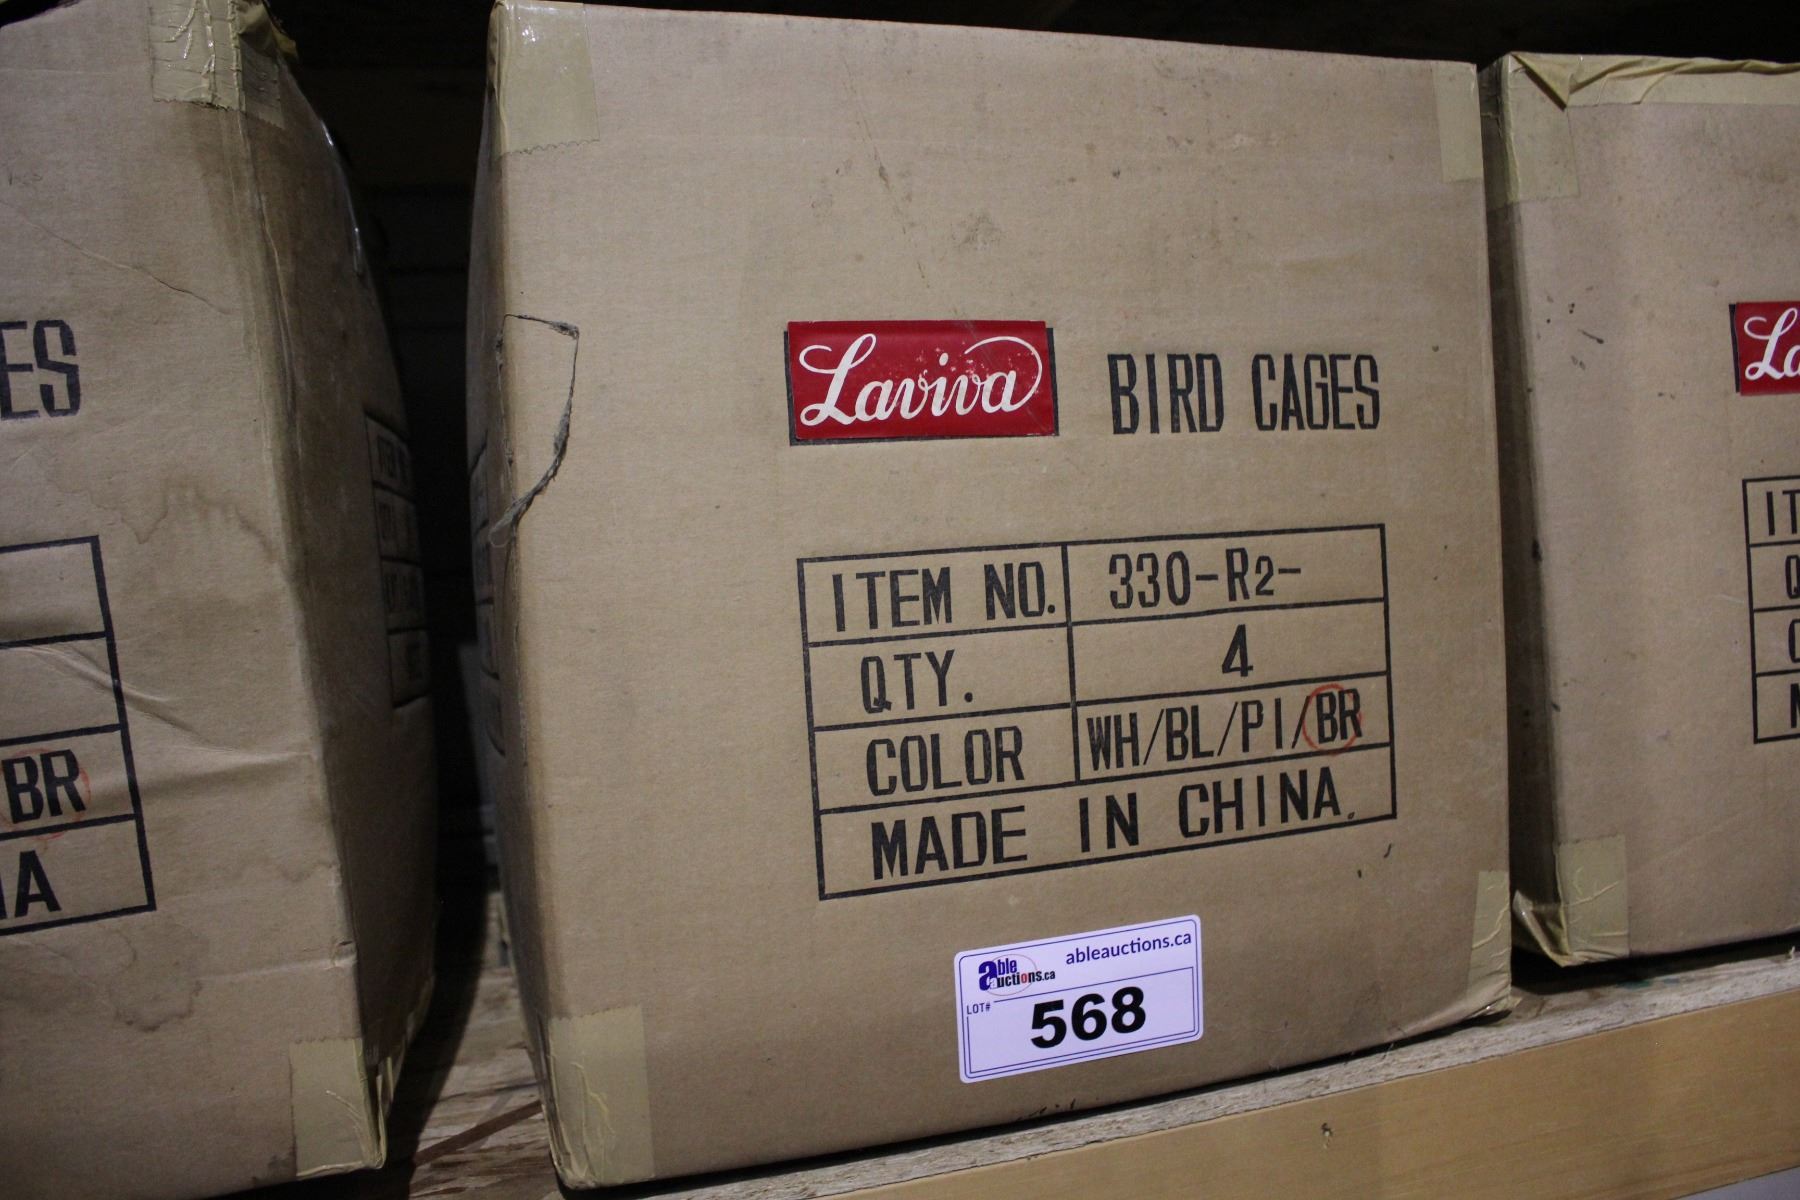 Laviva BIRD CAGES
ITEM NO. 330-R2-
QTY. 4
COLOR WH/BL/PI/BR
MADE IN CHINA.
able auctions.ca ableauctions.ca
LOT# 568
ES
BR
IA
La
IT
Q
C
M